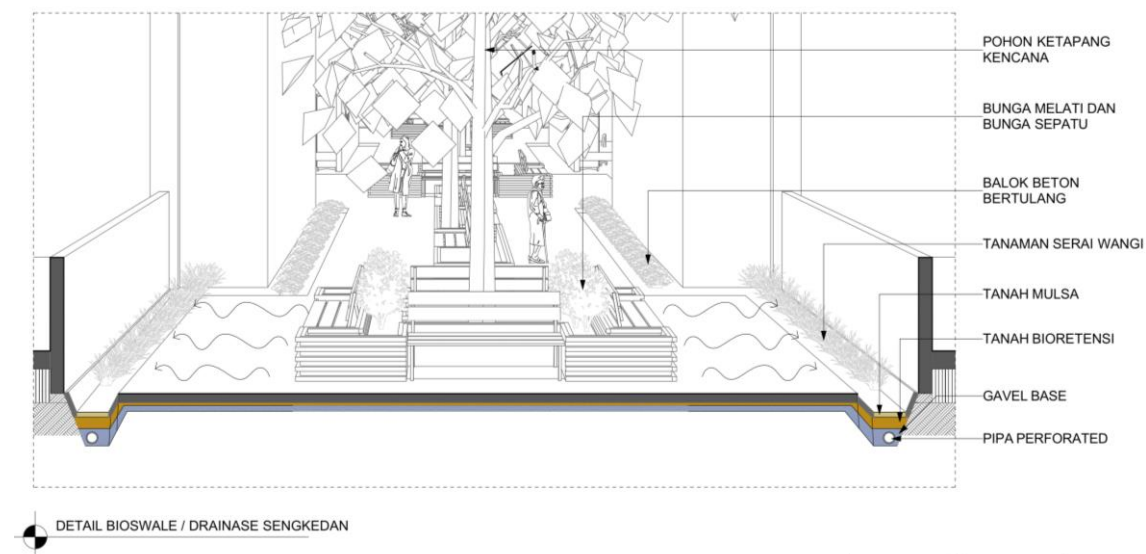 POHON KETAPANG
KENCANA
BUNGA MELATI DAN
BUNGA SEPATU
BALOK BETON
BERTULANG
TANAMAN SERAI WANGI
TANAH MULSA
TANAH BIORETENSI
GAVEL BASE
PIPA PERFORATED
DETAIL BIOSWALE / DRAINASE SENGKEDAN